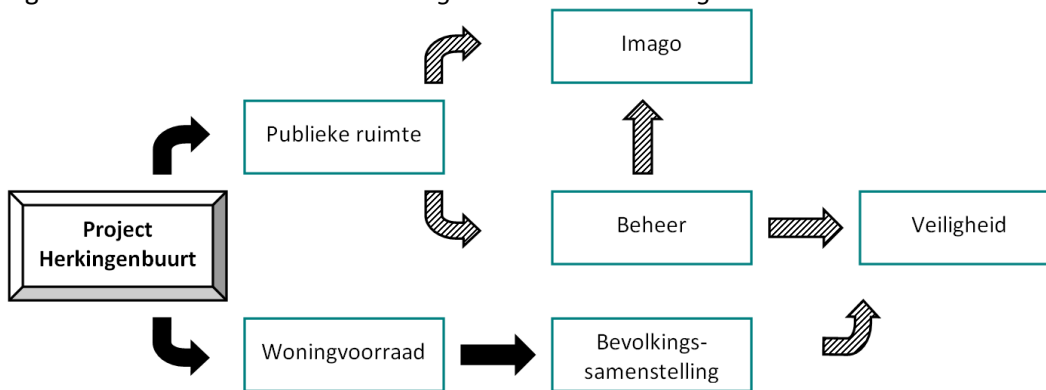 Imago
Publieke ruimte
Project
Herkingenbuurt
Beheer
Veiligheid
Woningvoorraad
Bevolkings-
samenstelling